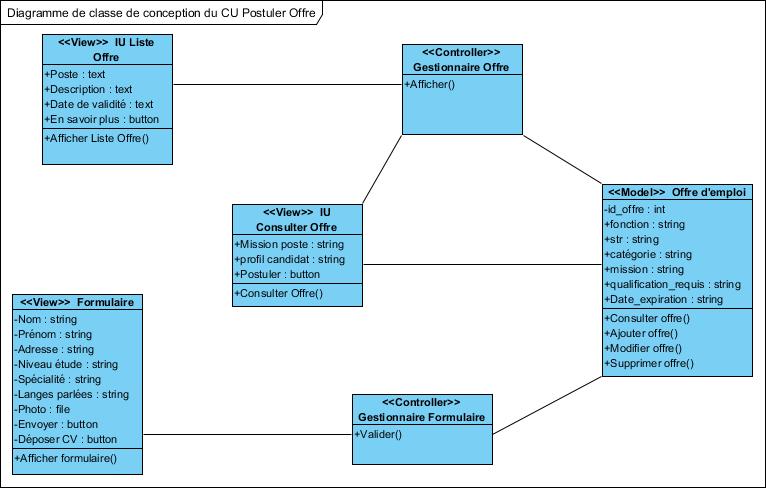 Diagramme de classe de conception du CU Postuler Offre
<<View>> IU Liste
Offre
+Poste : text
+Description : text
+Date de validité : text
+En savoir plus : button
+Afficher Liste Offre()
<<Controller>>
Gestionnaire Offre
+Afficher()
<<View>> IU
Consulter Offre
+Mission poste : string
+profil candidat : string
+Postuler : button
+Consulter Offre()
<<Model>> Offre d'emploi
-id_offre : int
+fonction : string
+str : string
+catégorie : string
+mission : string
+qualification_requis : string
+Date_expiration : string
+Consulter offre()
+Ajouter offre()
+Modifier offre()
+Supprimer offre()
<<View>> Formulaire
-Nom : string
-Prénom : string
-Adresse : string
-Niveau étude : string
-Spécialité : string
-Langes parlées : string
-Photo : file
-Envoyer : button
-Déposer CV : button
+Afficher formulaire()
<<Controller>>
Gestionnaire Formulaire
+Valider()